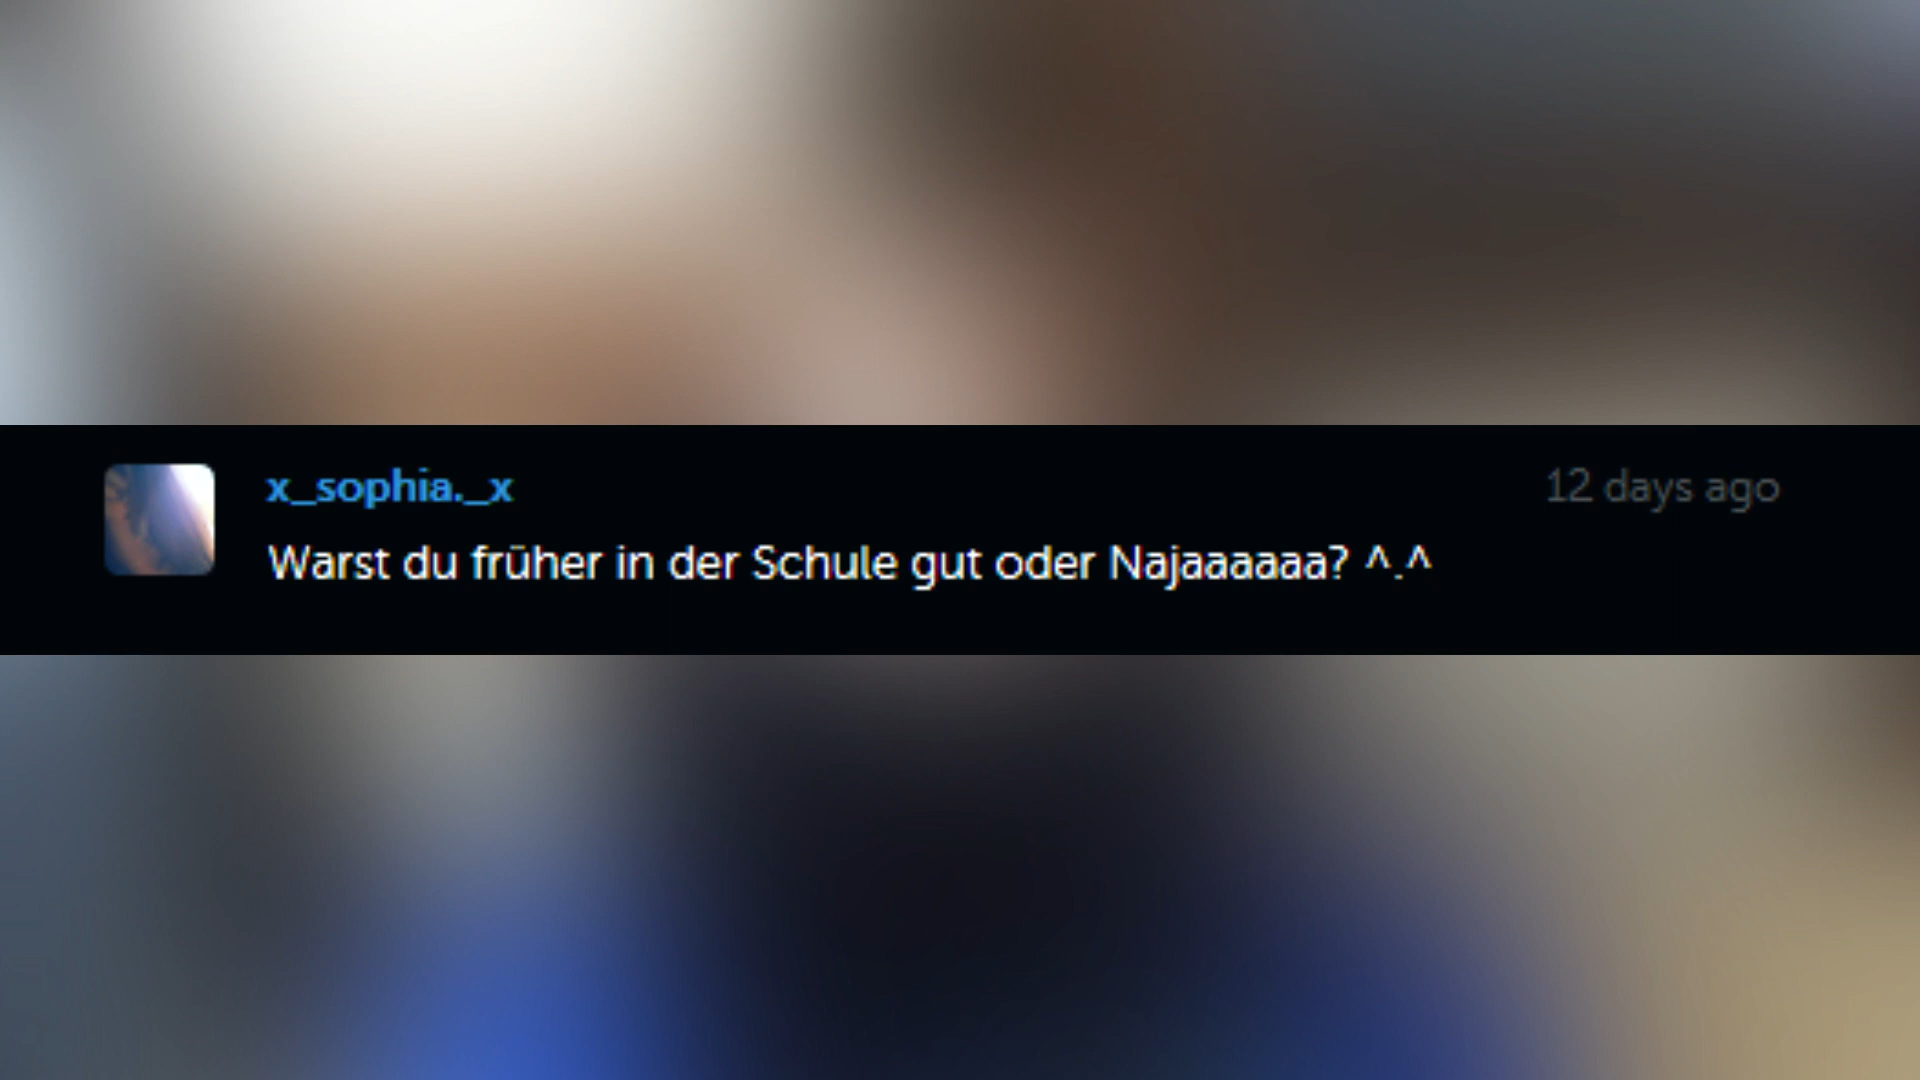 x_sophia._x
12 days ago
Warst du früher in der Schule gut oder Najaaaaaa? ^.^